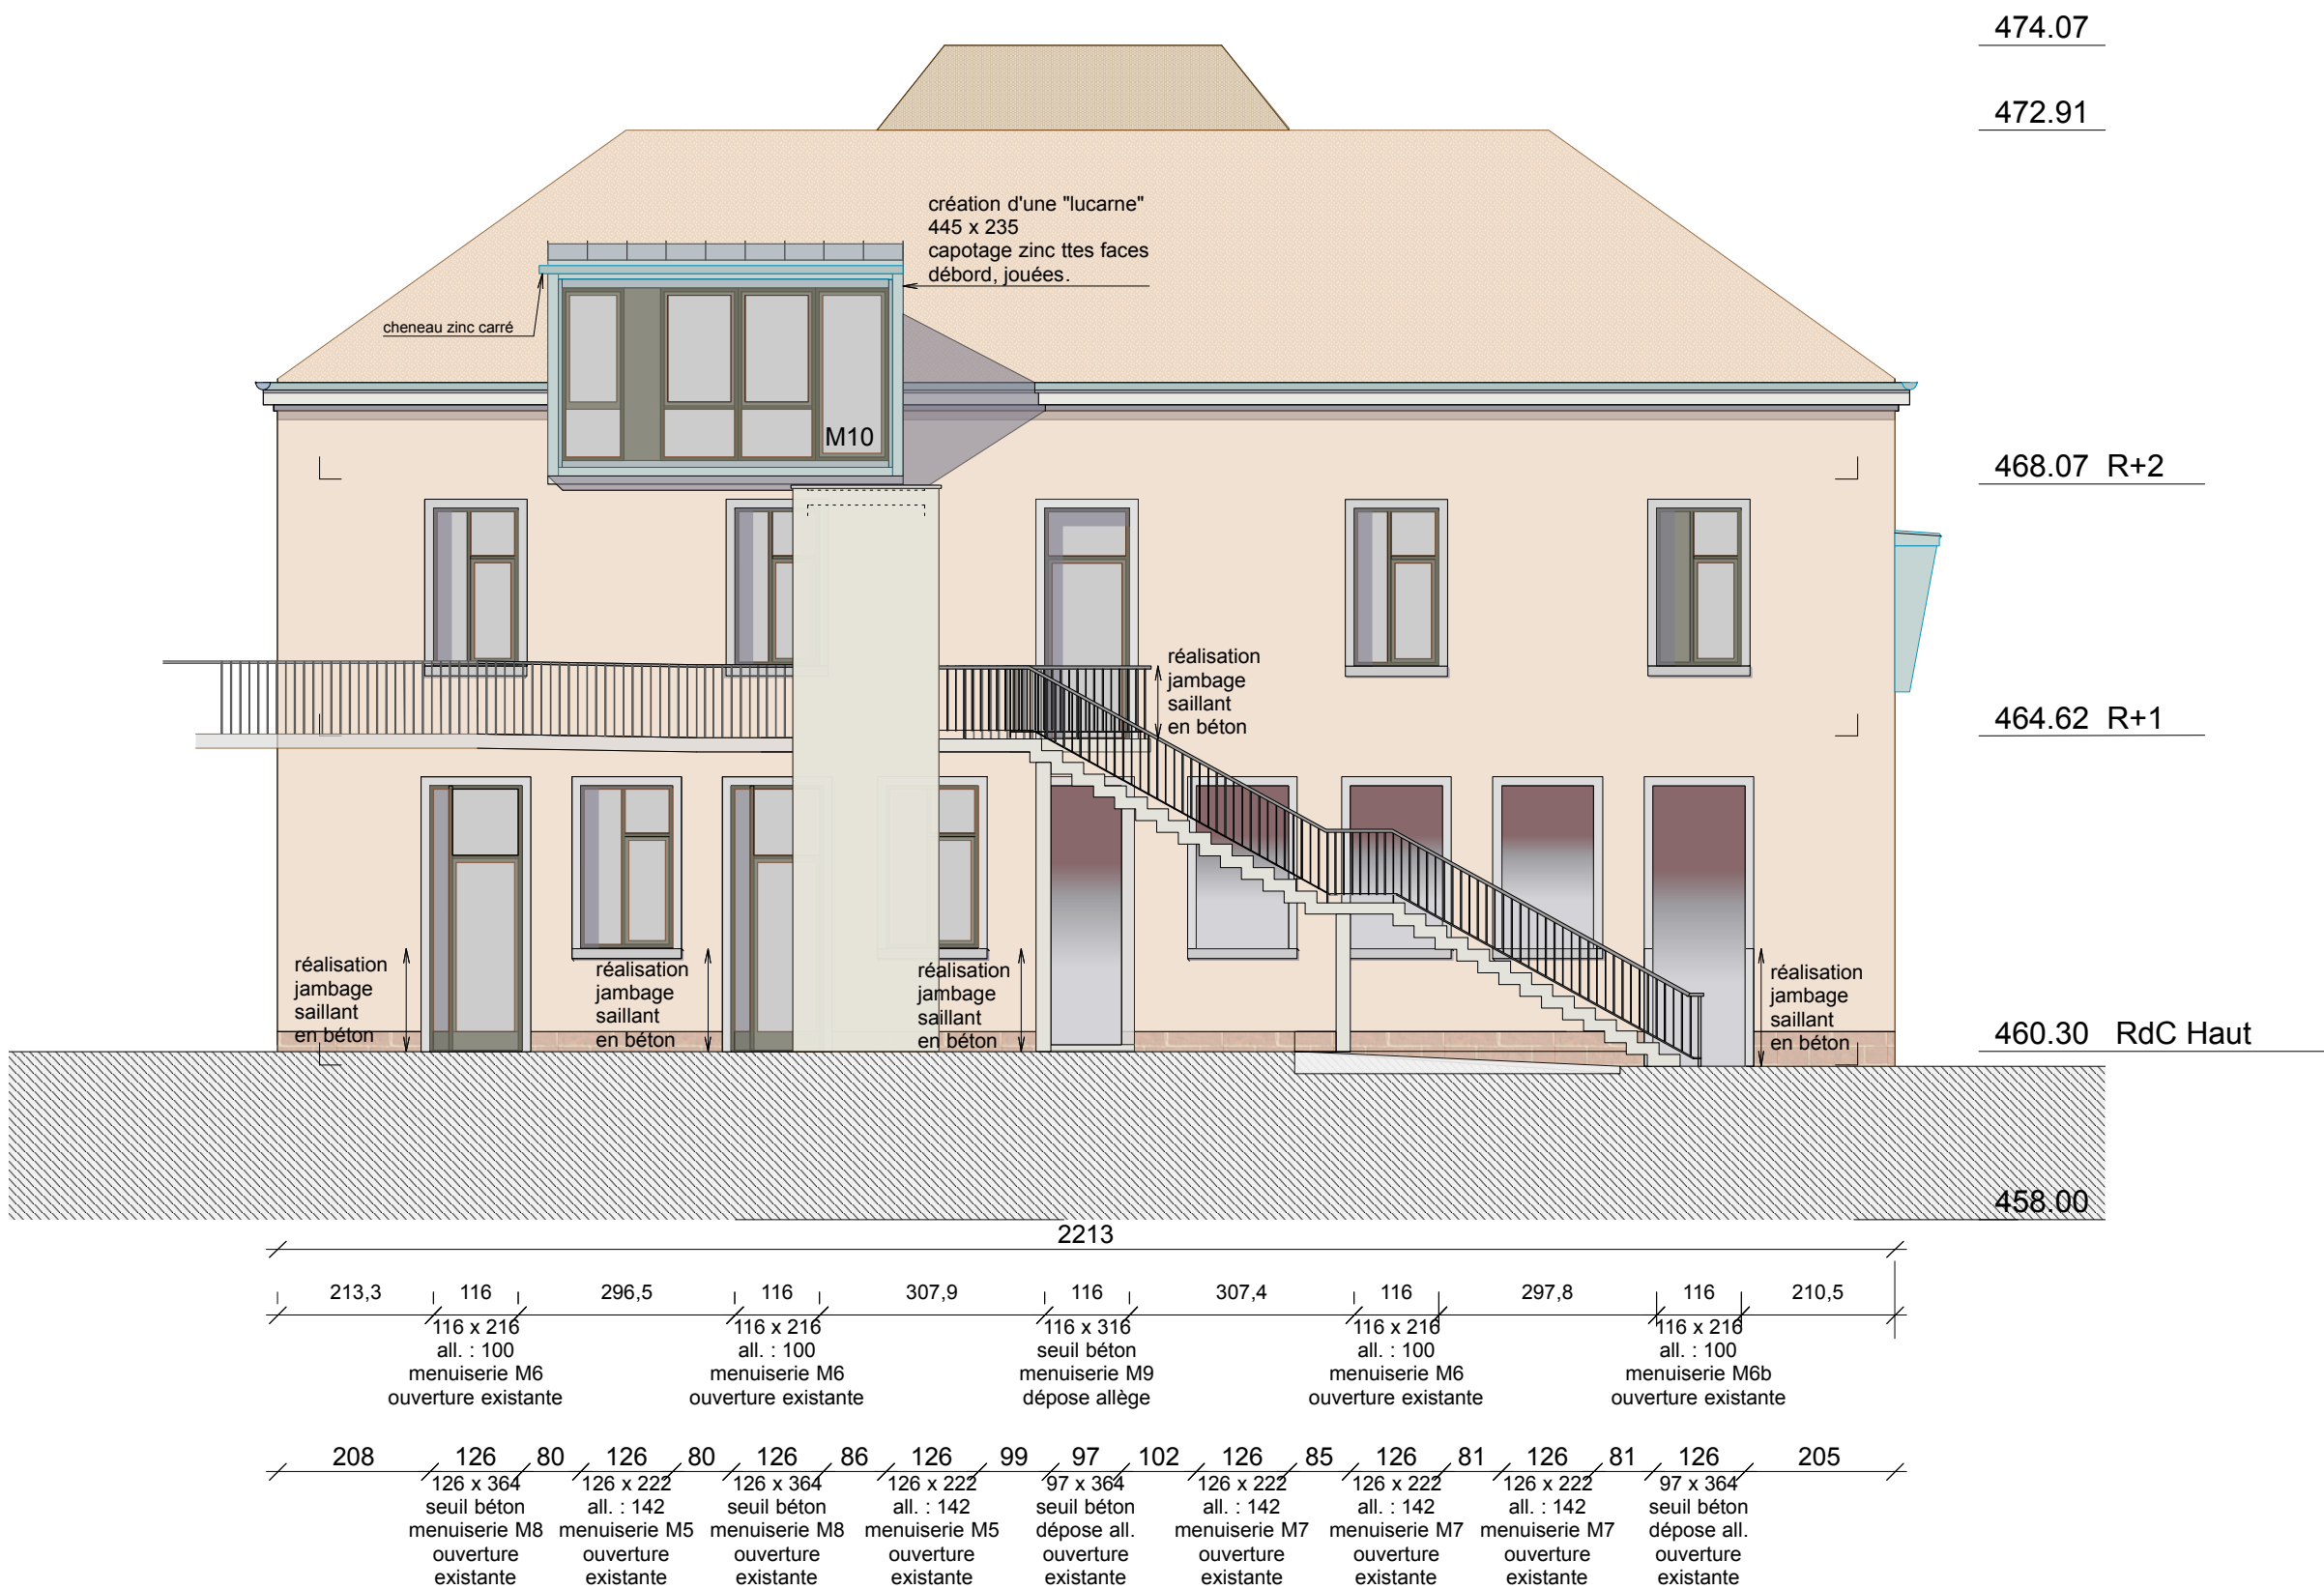 474.07
472.91
création d'une "lucarne"
445 x 235
capotage zinc ttes faces
débord, jouées.
cheneau zinc carré
M10
468.07 R+2
réalisation
jambage
saillant
en béton
464.62 R+1
réalisation
jambage
saillant
en béton
réalisation
jambage
saillant
en béton
réalisation
jambage
saillant
en béton
réalisation
jambage
saillant
en béton
460.30 RdC Haut
458.00
2213
213,3 116 296,5 116 307,9 116 307,4 116 297,8 116 210,5
116 x 216
all. : 100
menuiserie M6
ouverture existante
116 x 216
all. : 100
menuiserie M6
ouverture existante
116 x 316
seuil béton
menuiserie M9
dépose allège
116 x 216
all. : 100
menuiserie M6
ouverture existante
116 x 216
all. : 100
menuiserie M6b
ouverture existante
208 126 80 126 80 126 86 126 99 97 102 126 85 126 81 126 81 126 205
126 x 364
seuil béton
menuiserie M8
ouverture
existante
126 x 222
all. : 142
menuiserie M5
ouverture
existante
126 x 364
seuil béton
menuiserie M8
ouverture
existante
126 x 222
all. : 142
menuiserie M5
ouverture
existante
97 x 364
seuil béton
dépose all.
ouverture
existante
126 x 222
all. : 142
menuiserie M7
ouverture
existante
126 x 222
all. : 142
menuiserie M7
ouverture
existante
126 x 222
all. : 142
menuiserie M7
ouverture
existante
97 x 364
seuil béton
dépose all.
ouverture
existante